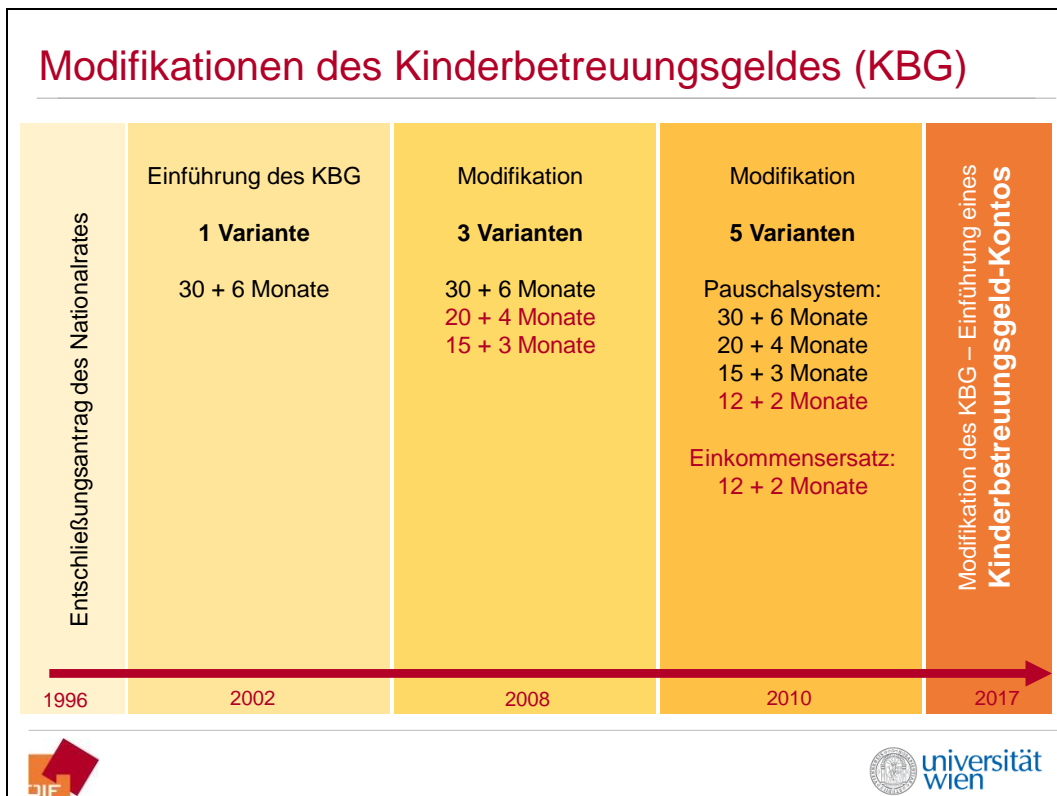 Modifikationen des Kinderbetreuungsgeldes (KBG)
Entschließungsantrag des Nationalrates
Einführung des KBG
1 Variante
30 + 6 Monate
Modifikation
3 Varianten
30 + 6 Monate
20 + 4 Monate
15 + 3 Monate
Modifikation
5 Varianten
Pauschalsystem:
30 + 6 Monate
20 + 4 Monate
15 + 3 Monate
12 + 2 Monate
Einkommensersatz:
12 + 2 Monate
Modifikation des KBG – Einführung eines
Kinderbetreuungsgeld-Kontos
1996
2002
2008
2010
2017
universität
wien